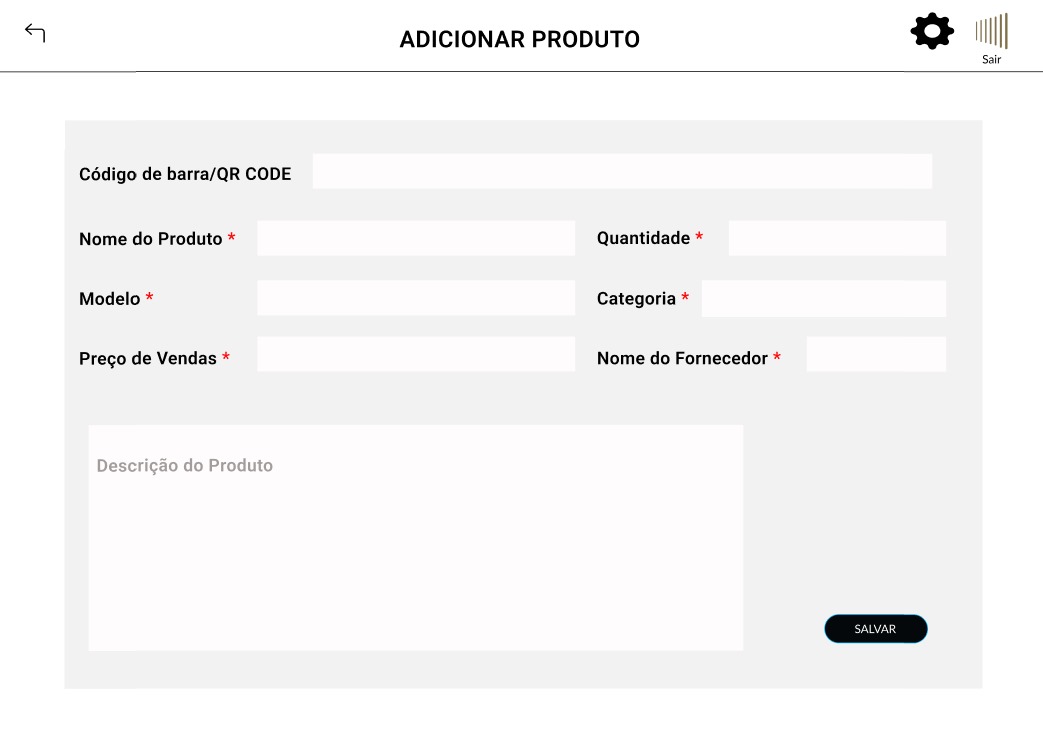 ADICIONAR PRODUTO
Sair
Código de barra/QR CODE
Nome do Produto *
Quantidade *
Modelo *
Categoria *
Preço de Vendas *
Nome do Fornecedor *
Descrição do Produto
SALVAR